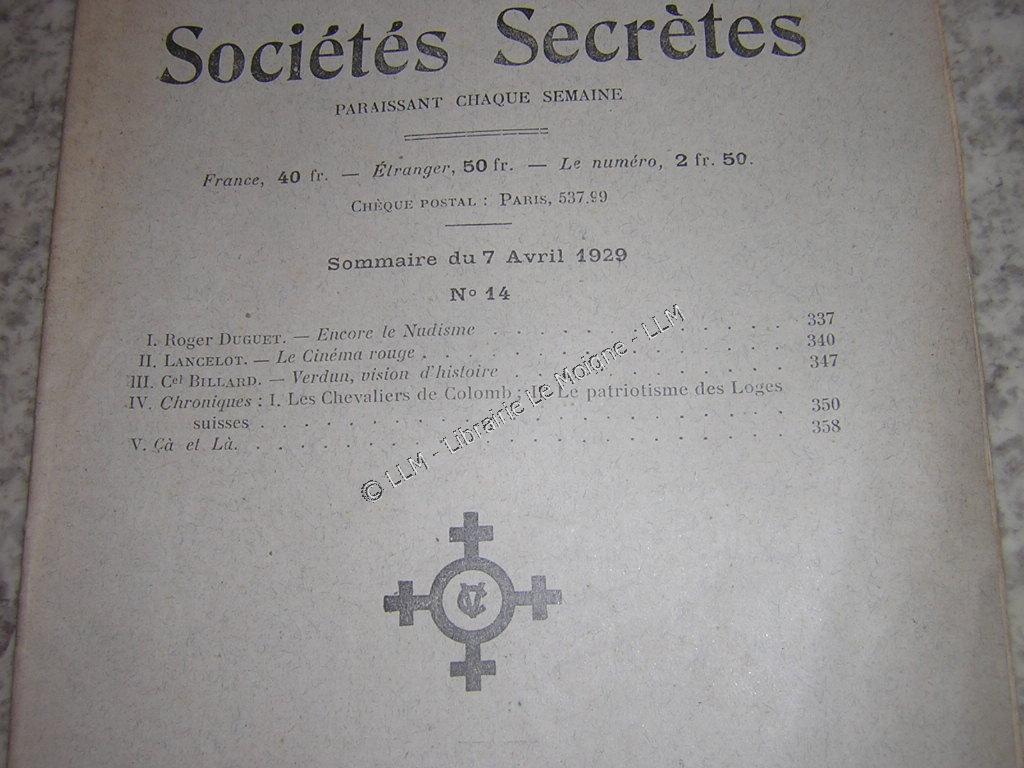 Sociétés Secrètes
PARAISSANT CHAQUE SEMAINE
France, 40 fr. — Étranger, 50 fr. — Le numéro, 2 fr. 50.
CHÈQUE POSTAL : PARIS, 537.99
Sommaire du 7 Avril 1929
No 14
I. Roger DUGUET. — Encore le Nudisme . . . . . . . . . . . 337
II. LANCELOT. — Le Cinéma rouge . . . . . . . . . . . . . 340
III. Cel BILLARD. — Verdun, vision d'histoire . . . . . . . . . . 347
IV. Chroniques : I. Les Chevaliers de Colomb ; II. Le patriotisme des Loges
suisses . . . . . . . . . . . . . . . . . . 350
V. Çà et Là. . . . . . . . . . . . . . . . . . . 358
© LLM - Librairie Le Moigne - LLM